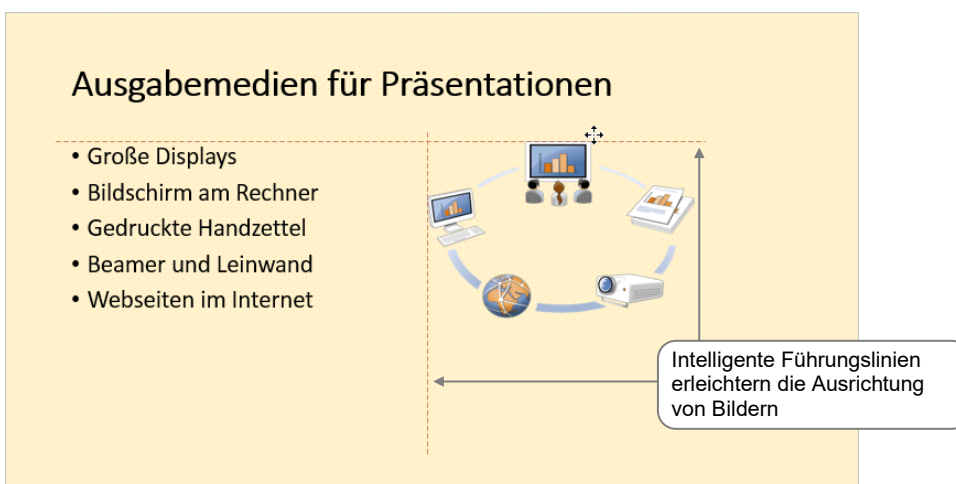 Ausgabemedien für Präsentationen
• Große Displays
• Bildschirm am Rechner
• Gedruckte Handzettel
• Beamer und Leinwand
• Webseiten im Internet
Intelligente Führungslinien
erleichtern die Ausrichtung
von Bildern